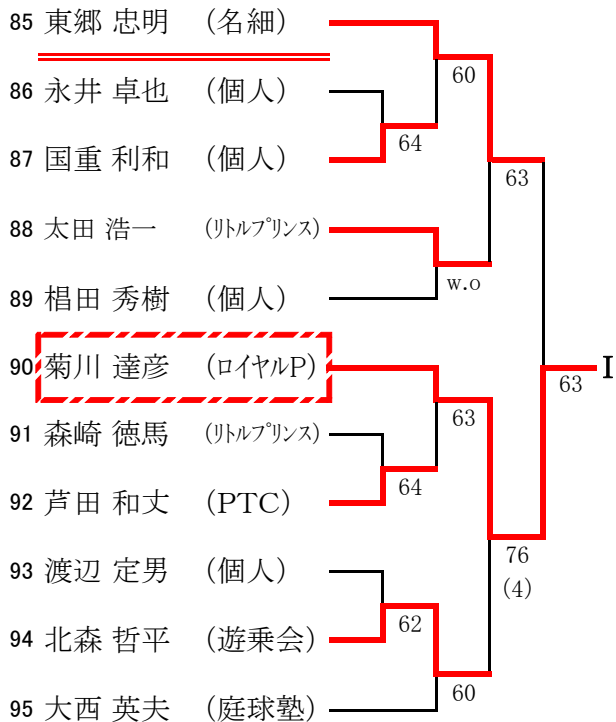 85 東郷 忠明 (名細)
60
86 永井 卓也 (個人)
64
87 国重 利和 (個人)
63
88 太田 浩一 (リトルプリンス)
w.o
89 椙田 秀樹 (個人)
90 菊川 達彦 (ロイヤルP)
63 I
63
91 森崎 徳馬 (リトルプリンス)
64
92 芦田 和丈 (PTC)
76
(4)
93 渡辺 定男 (個人)
62
94 北森 哲平 (遊乗会)
60
95 大西 英夫 (庭球塾)